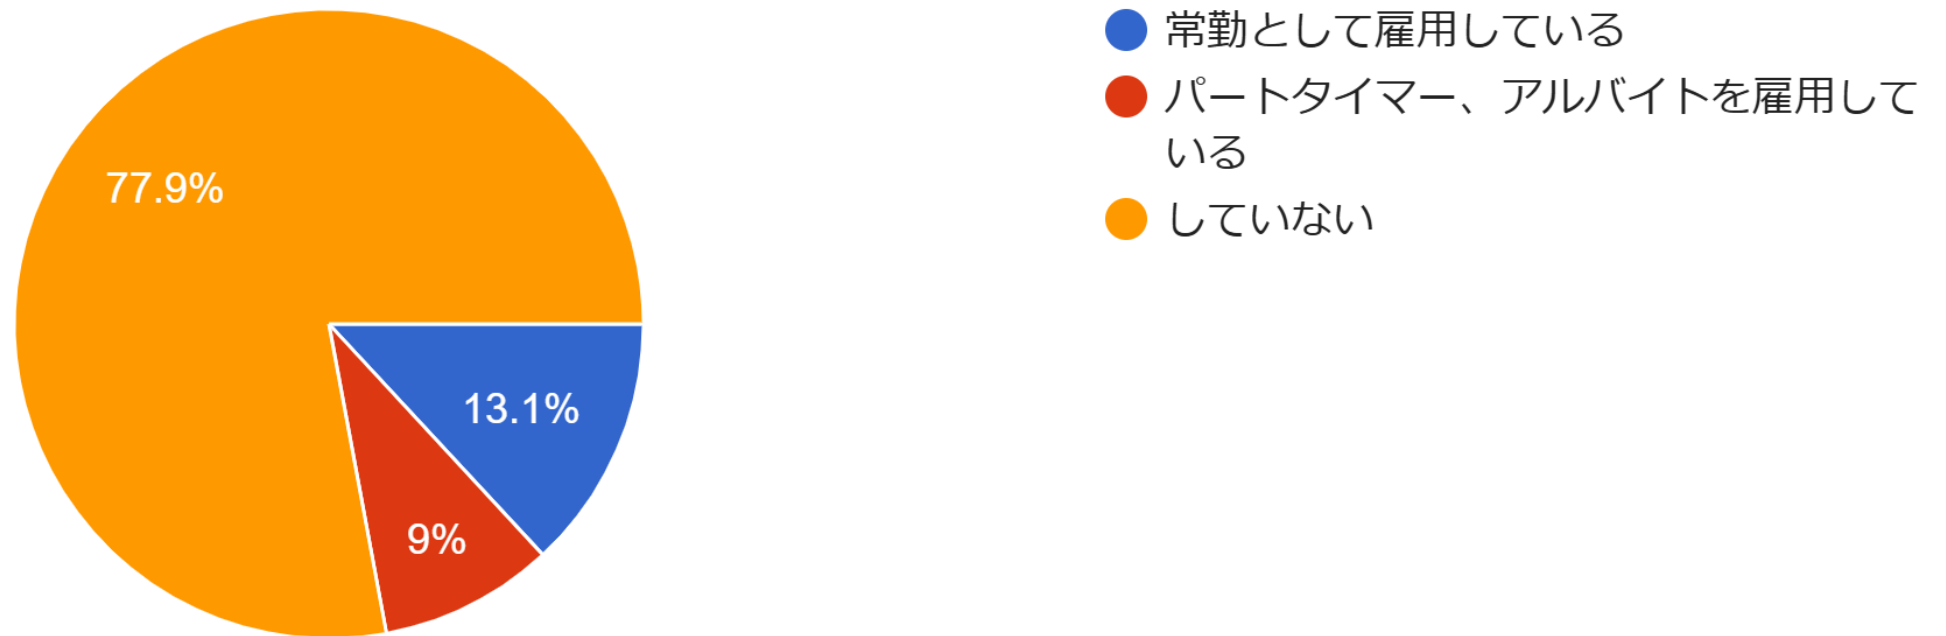 常勤として雇用している
パートタイマー、アルバイトを雇用して
いる
していない
77.9%
13.1%
9%